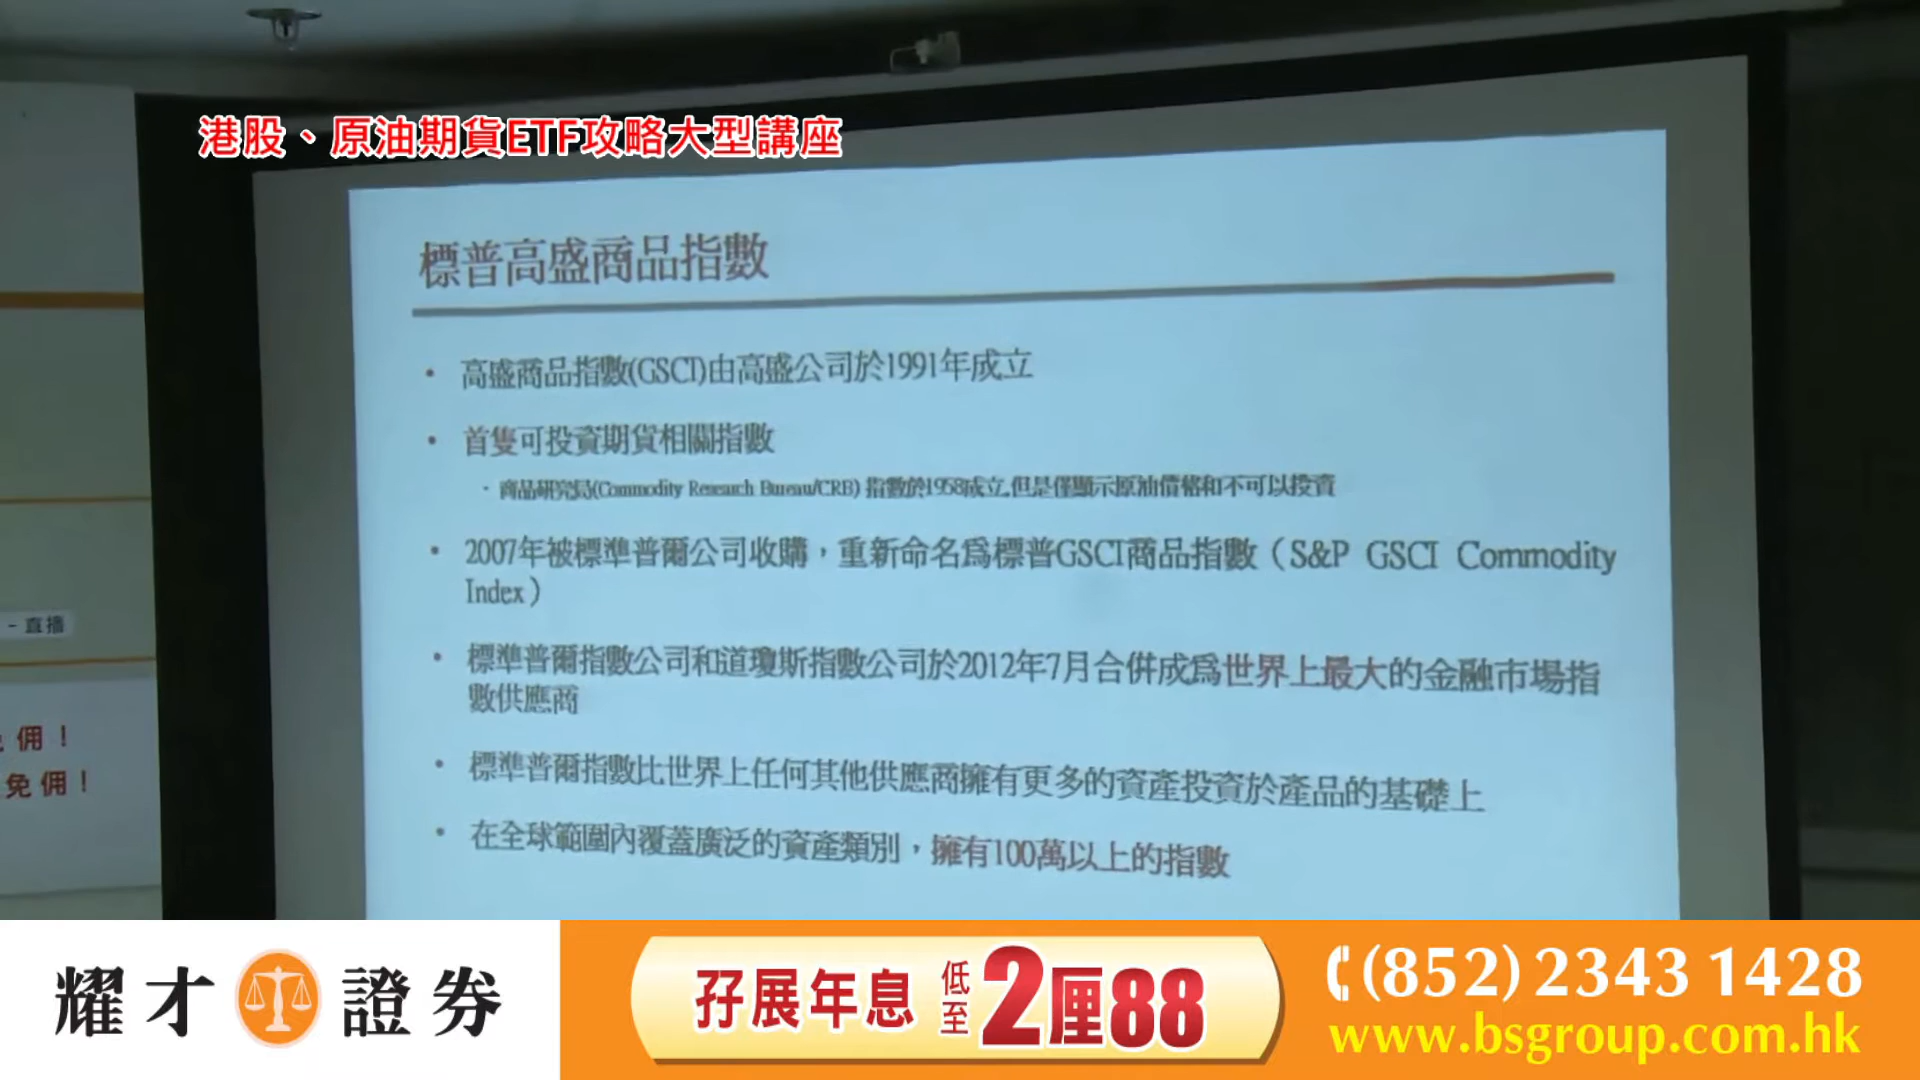 港股、原油期貨ETF攻略大型講座
標普高盛商品指數
• 高盛商品指數(GSCI)由高盛公司於1991年成立
• 首隻可投資期貨相關指數
· 商品研究局(Commodity Research Bureau/CRB) 指數於1958成立,但是僅顯示原油價格和不可以投資
• 2007年被標準普爾公司收購，重新命名爲標普GSCI商品指數（S&P GSCI Commodity
Index）
• 標準普爾指數公司和道瓊斯指數公司於2012年7月合併成爲世界上最大的金融市場指
數供應商
• 標準普爾指數比世界上任何其他供應商擁有更多的資產投資於產品的基礎上
• 在全球範圍內覆蓋廣泛的資產類別，擁有100萬以上的指數
- 直播
佣！
免佣！
耀才證券
孖展年息低至2厘88
(852) 2343 1428
www.bsgroup.com.hk